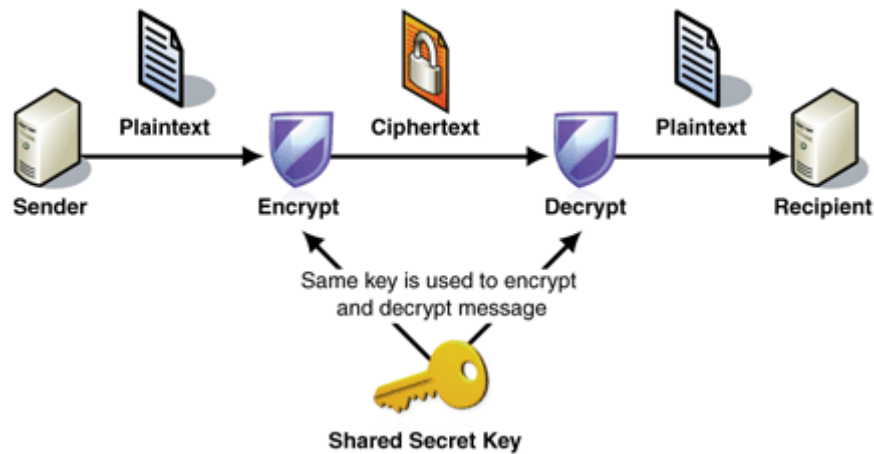 Plaintext
Ciphertext
Plaintext
Sender
Encrypt
Decrypt
Recipient
Same key is used to encrypt
and decrypt message
Shared Secret Key